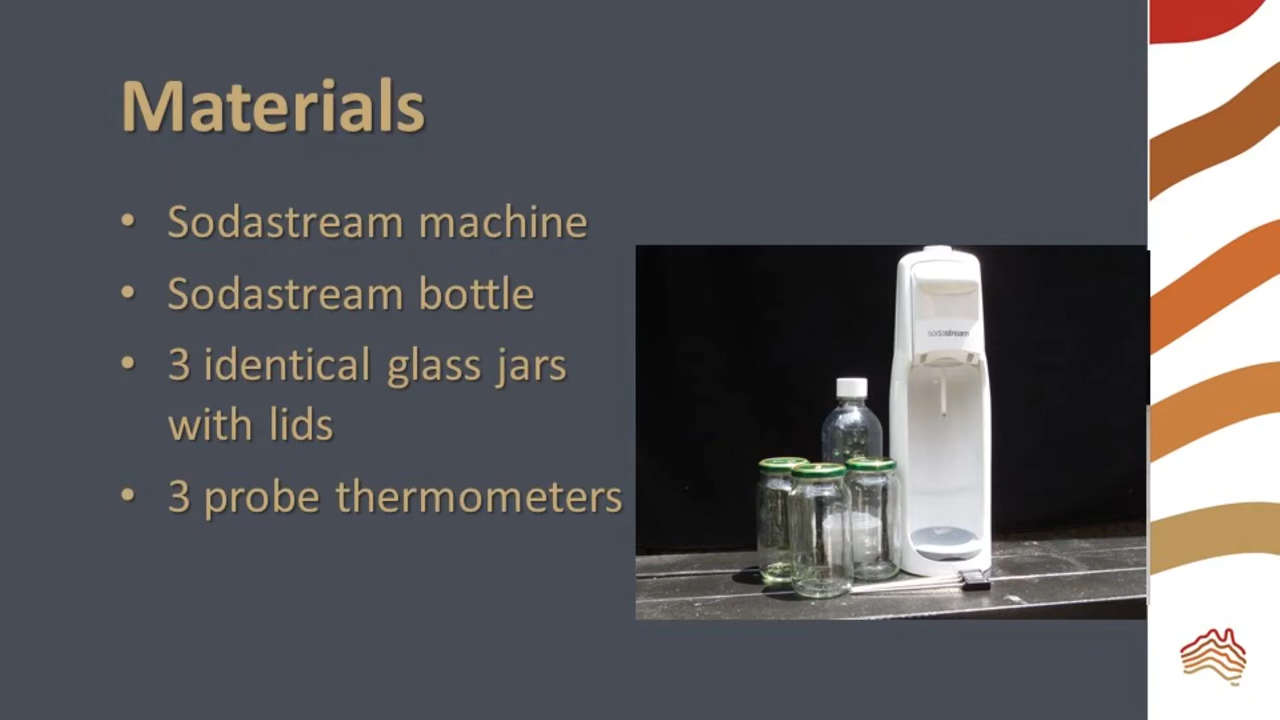 Materials
• Sodastream machine
• Sodastream bottle
• 3 identical glass jars
with lids
• 3 probe thermometers
sodastream